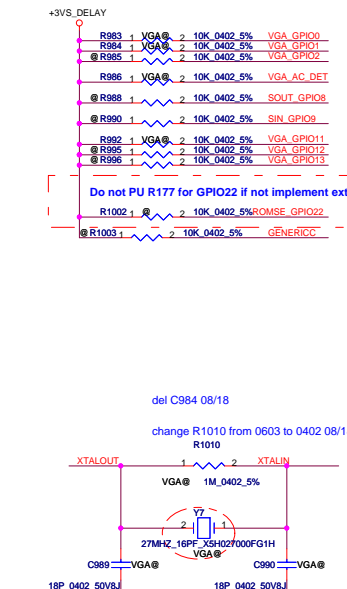 +3VS_DELAY
R983 1 VGA@ 2 10K_0402_5% VGA_GPIO0
R984 1 VGA@ 2 10K_0402_5% VGA_GPIO1
@ R985 1 2 10K_0402_5% VGA_GPIO2
R986 1 VGA@ 2 10K_0402_5% VGA_AC_DET
@ R988 1 2 10K_0402_5% SOUT_GPIO8
@ R990 1 2 10K_0402_5% SIN_GPIO9
R992 1 VGA@ 2 10K_0402_5% VGA_GPIO11
@ R995 1 2 10K_0402_5% VGA_GPIO12
@ R996 1 2 10K_0402_5% VGA_GPIO13
Do not PU R177 for GPIO22 if not implement ext
R1002 1 @ 2 10K_0402_5% ROMSE_GPIO22
@ R1003 1 2 10K_0402_5% GENERICC
del C984 08/18
change R1010 from 0603 to 0402 08/1
R1010
XTALOUT 1 2 XTALIN
VGA@ 1M_0402_5%
Y7
2 1
27MHZ_16PF_X5H027000FG1H
VGA@
C989 VGA@ C990 VGA@
18P_0402_50V8J 18P_0402_50V8J